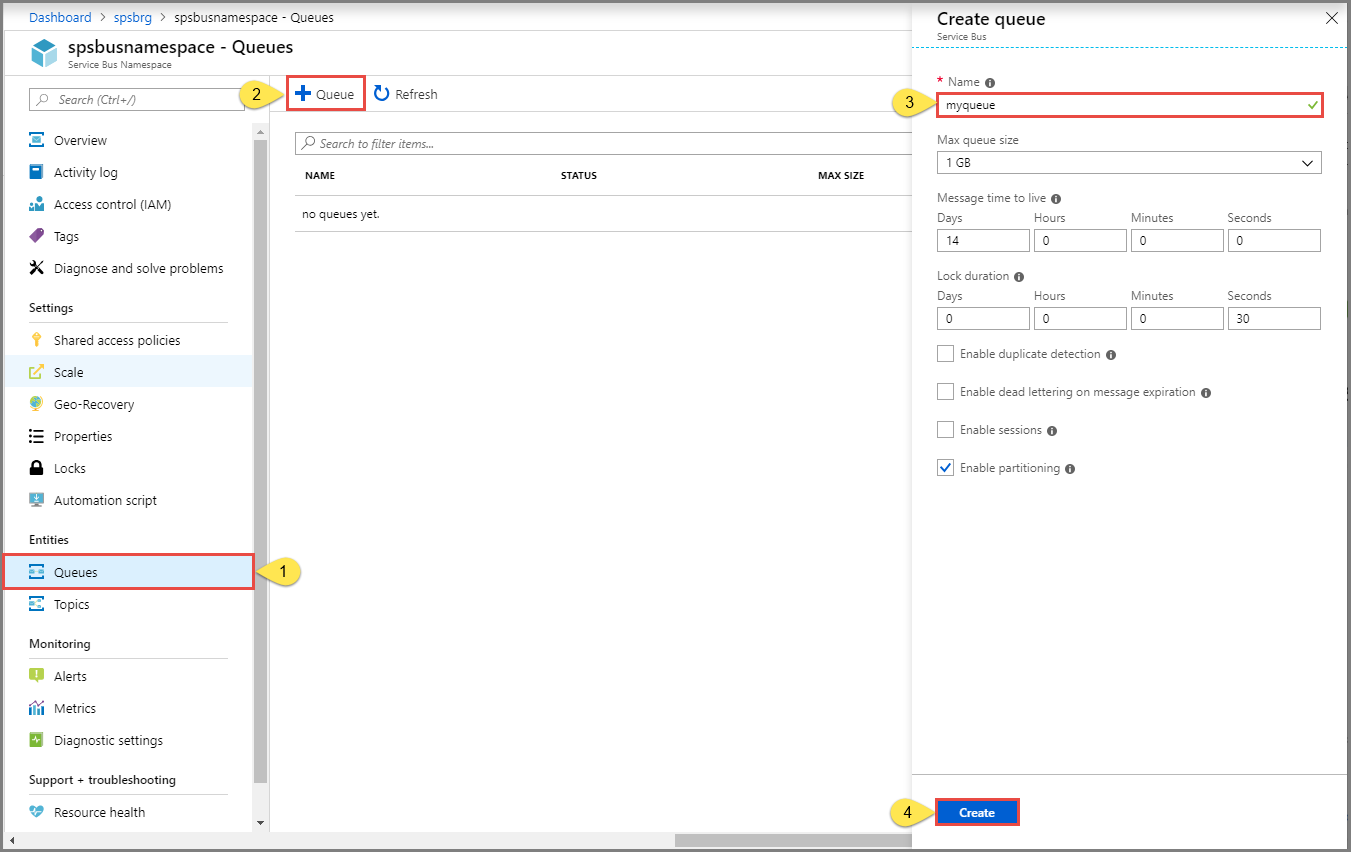 Dashboard > spsbrg > spsbusnamespace - Queues
spsbusnamespace - Queues
Service Bus Namespace
Search (Ctrl+/)
Overview
Activity log
Access control (IAM)
Tags
Diagnose and solve problems
Settings
Shared access policies
Scale
Geo-Recovery
Properties
Locks
Automation script
Entities
Queues
1
Topics
Monitoring
Alerts
Metrics
Diagnostic settings
Support + troubleshooting
Resource health
2
Queue Refresh
Search to filter items...
NAME STATUS MAX SIZE
no queues yet.
Create queue
Service Bus
* Name
3
myqueue
Max queue size
1 GB
Message time to live
Days Hours Minutes Seconds
14 0 0 0
Lock duration
Days Hours Minutes Seconds
0 0 0 30
Enable duplicate detection
Enable dead lettering on message expiration
Enable sessions
Enable partitioning
4
Create